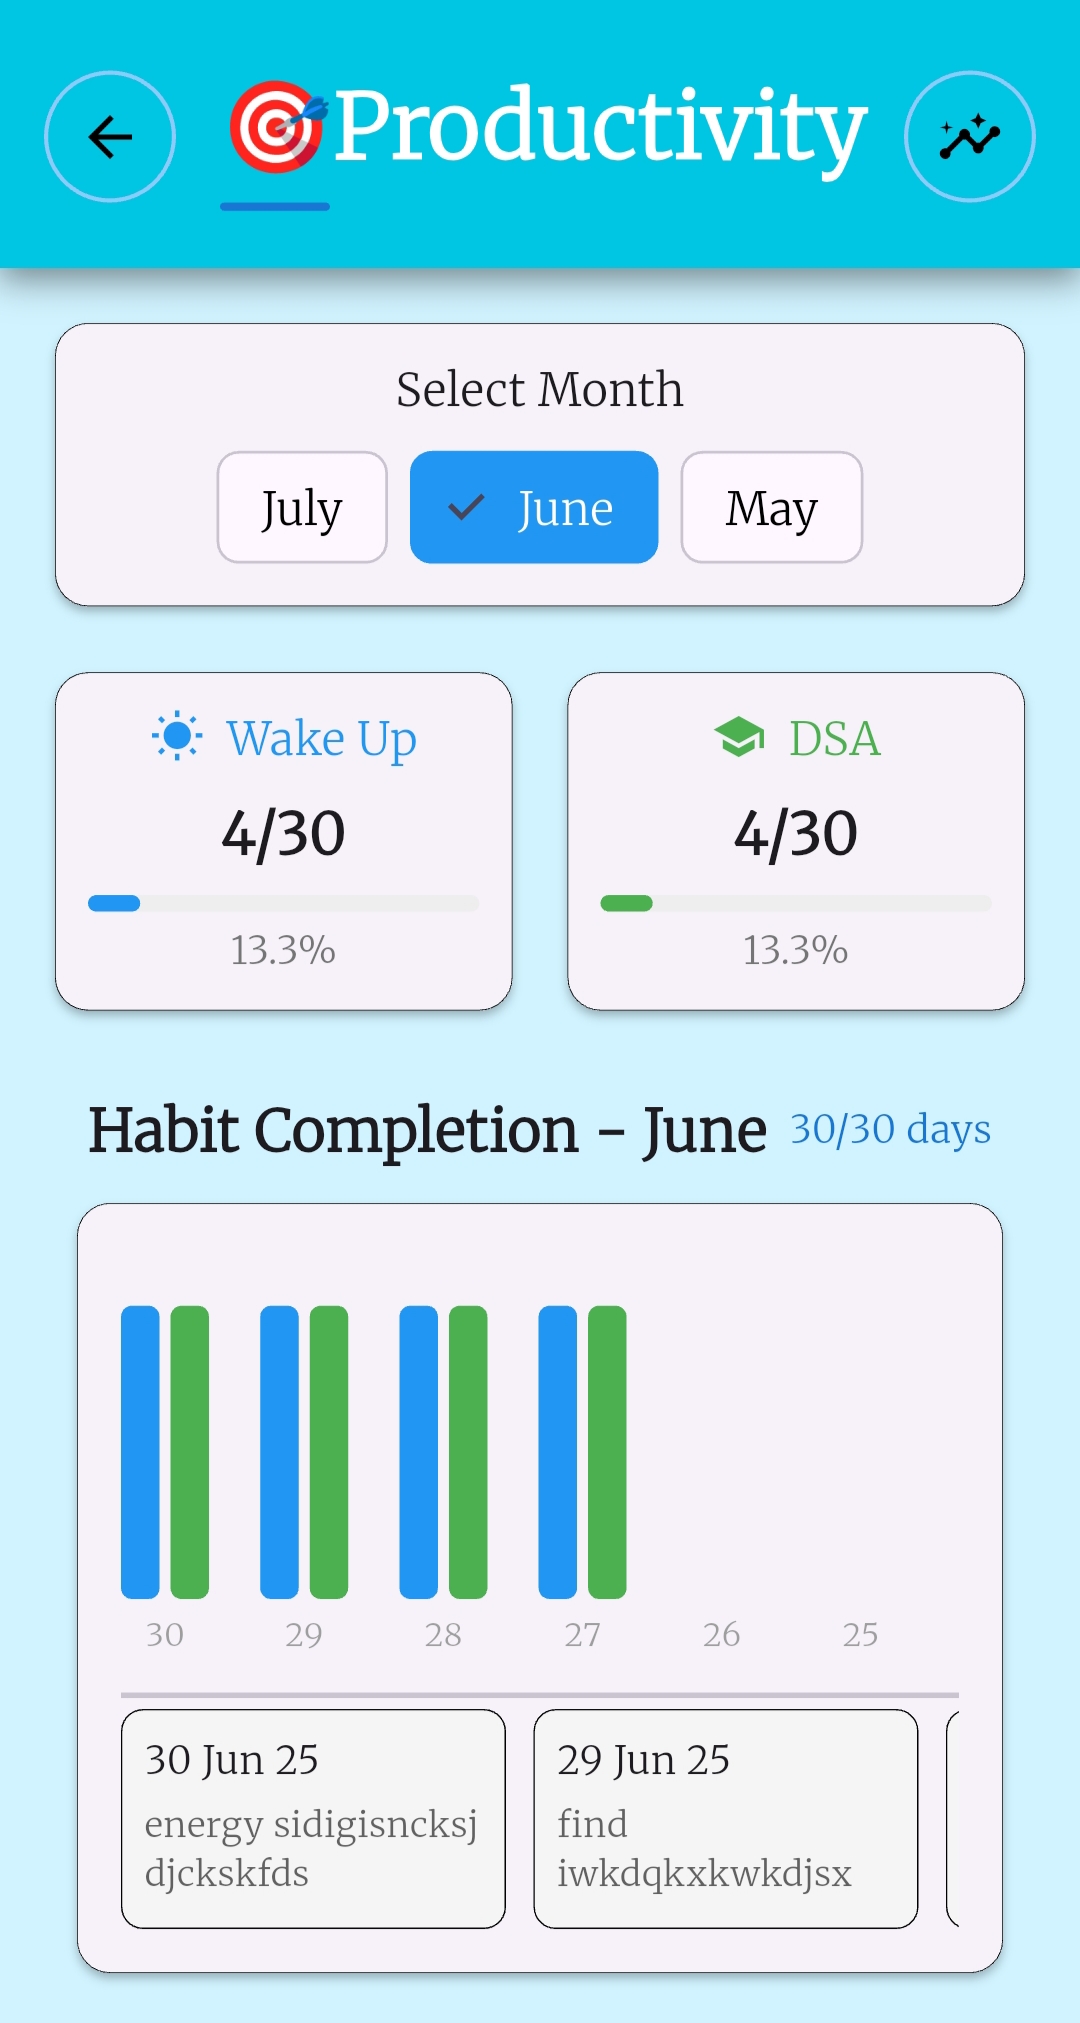 🎯Productivity
Select Month
July
June
May
Wake Up
DSA
4/30
4/30
13.3%
13.3%
Habit Completion - June 30/30 days
30
29
28
27
26
25
30 Jun 25
energy sidigisncksj
djckskfds
29 Jun 25
find
iwkdqkxkwkdjsx